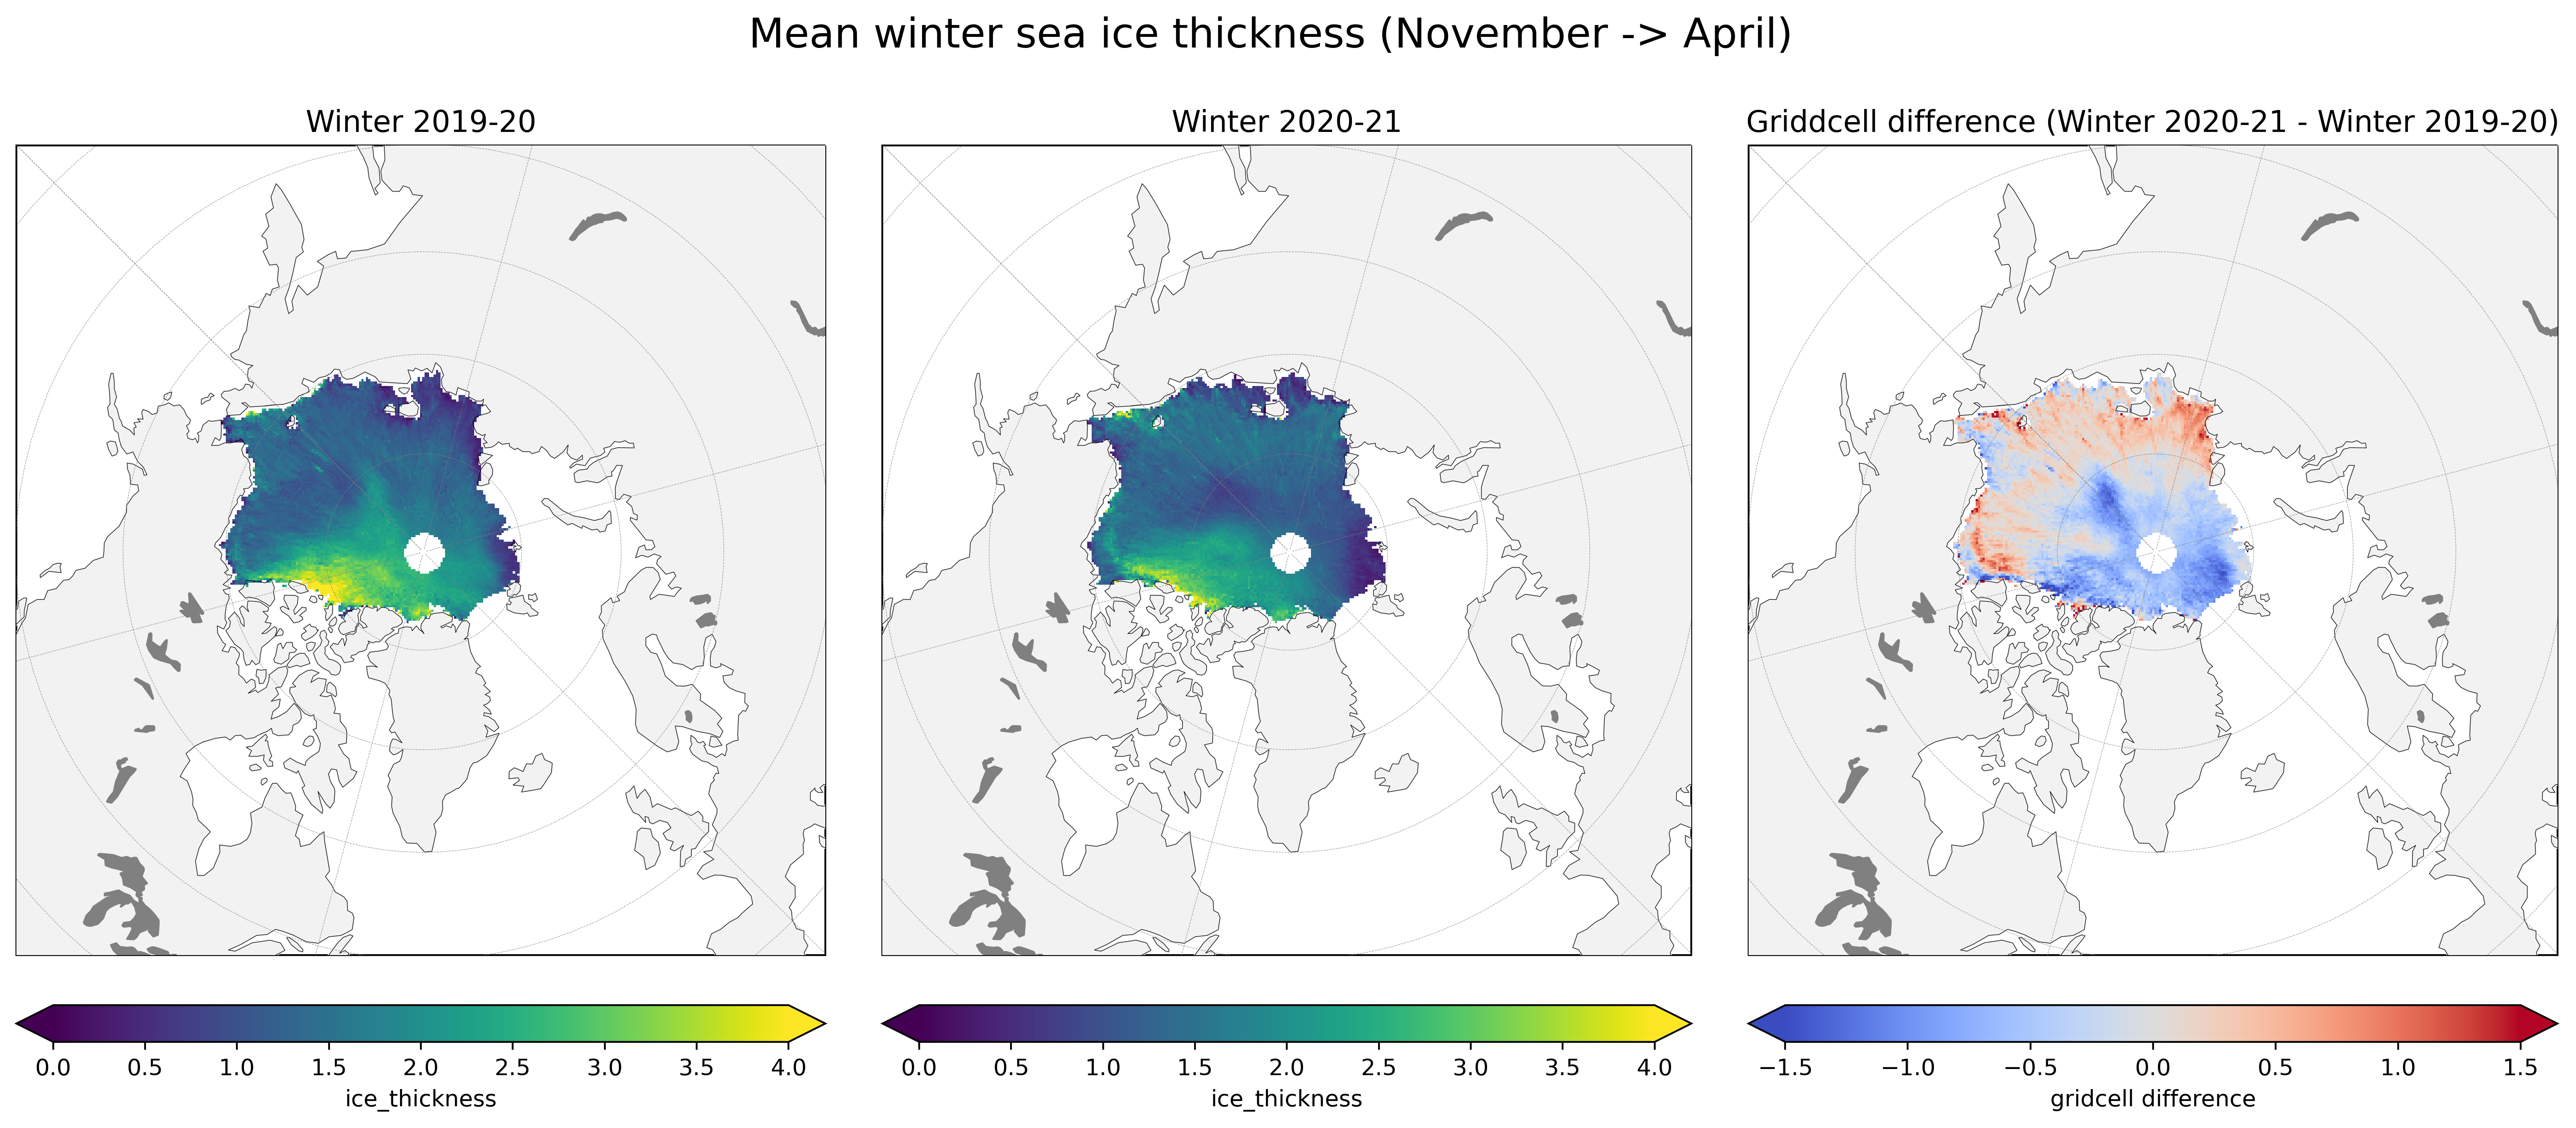 Mean winter sea ice thickness (November -> April)
Winter 2019-20
Winter 2020-21
Griddcell difference (Winter 2020-21 - Winter 2019-20)
0.0 0.5 1.0 1.5 2.0 2.5 3.0 3.5 4.0
ice_thickness
0.0 0.5 1.0 1.5 2.0 2.5 3.0 3.5 4.0
ice_thickness
−1.5 −1.0 −0.5 0.0 0.5 1.0 1.5
gridcell difference